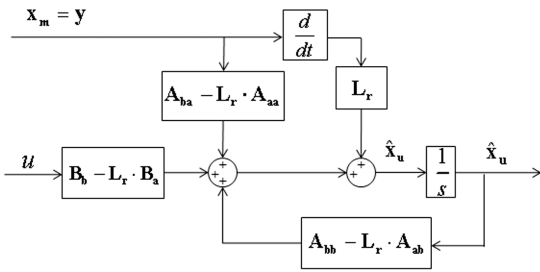 x_m = y
d/dt
A_ba − L_r · A_aa
L_r
u
B_b − L_r · B_a
+ + +
+
x̂_u
1/s
x̂_u
A_bb − L_r · A_ab